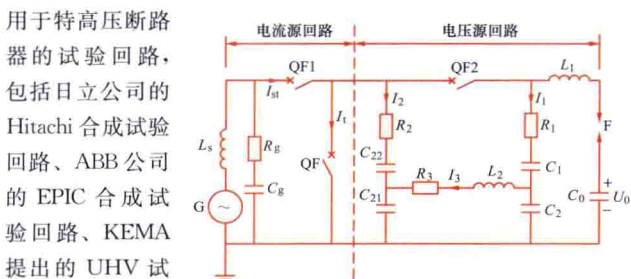 用于特高压断路
器的试验回路，
包括日立公司的
Hitachi 合成试验
回路、ABB 公司
的 EPIC 合成试
验回路、KEMA
提出的 UHV 试
电流源回路 电压源回路
QF1 QF2 L₁
Iₛₜ I₂ I₁
Iₜ R₂ R₁ F
Lₛ R_g QF C₂₂ C₁
R₃ I₃ L₂
G C_g C₂₁ C₂ C₀ + U₀ −